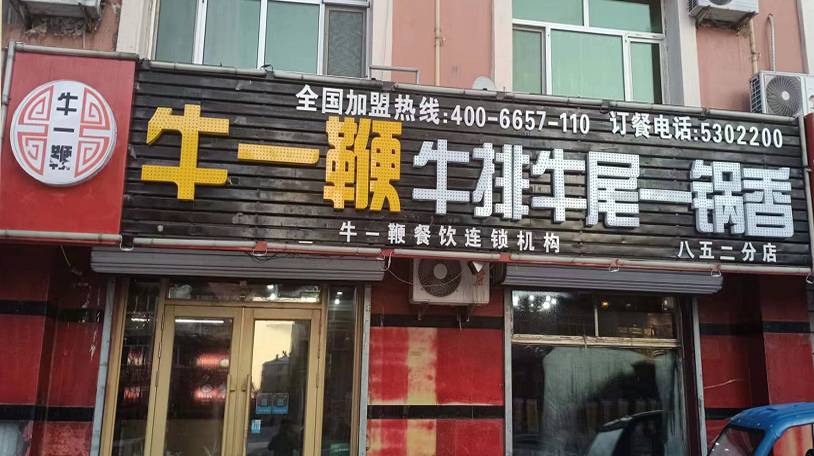 牛一鞭
全国加盟热线:400-6657-110 订餐电话:5302200
牛一鞭牛排牛尾一锅香
牛一鞭餐饮连锁机构 八五二分店